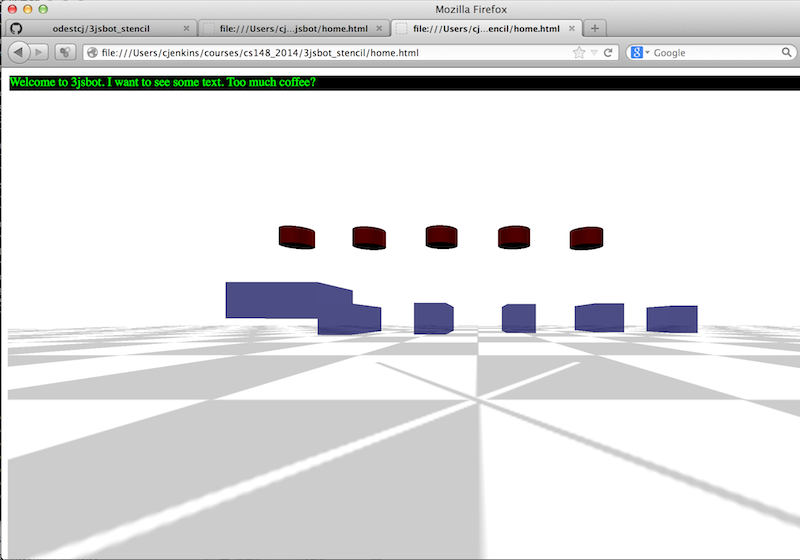 Mozilla Firefox
odestcj/3jsbot_stencil
file:///Users/cj...jsbot/home.html
file:///Users/cj...encil/home.html
file:///Users/cjenkins/courses/cs148_2014/3jsbot_stencil/home.html
Google
Welcome to 3jsbot. I want to see some text. Too much coffee?